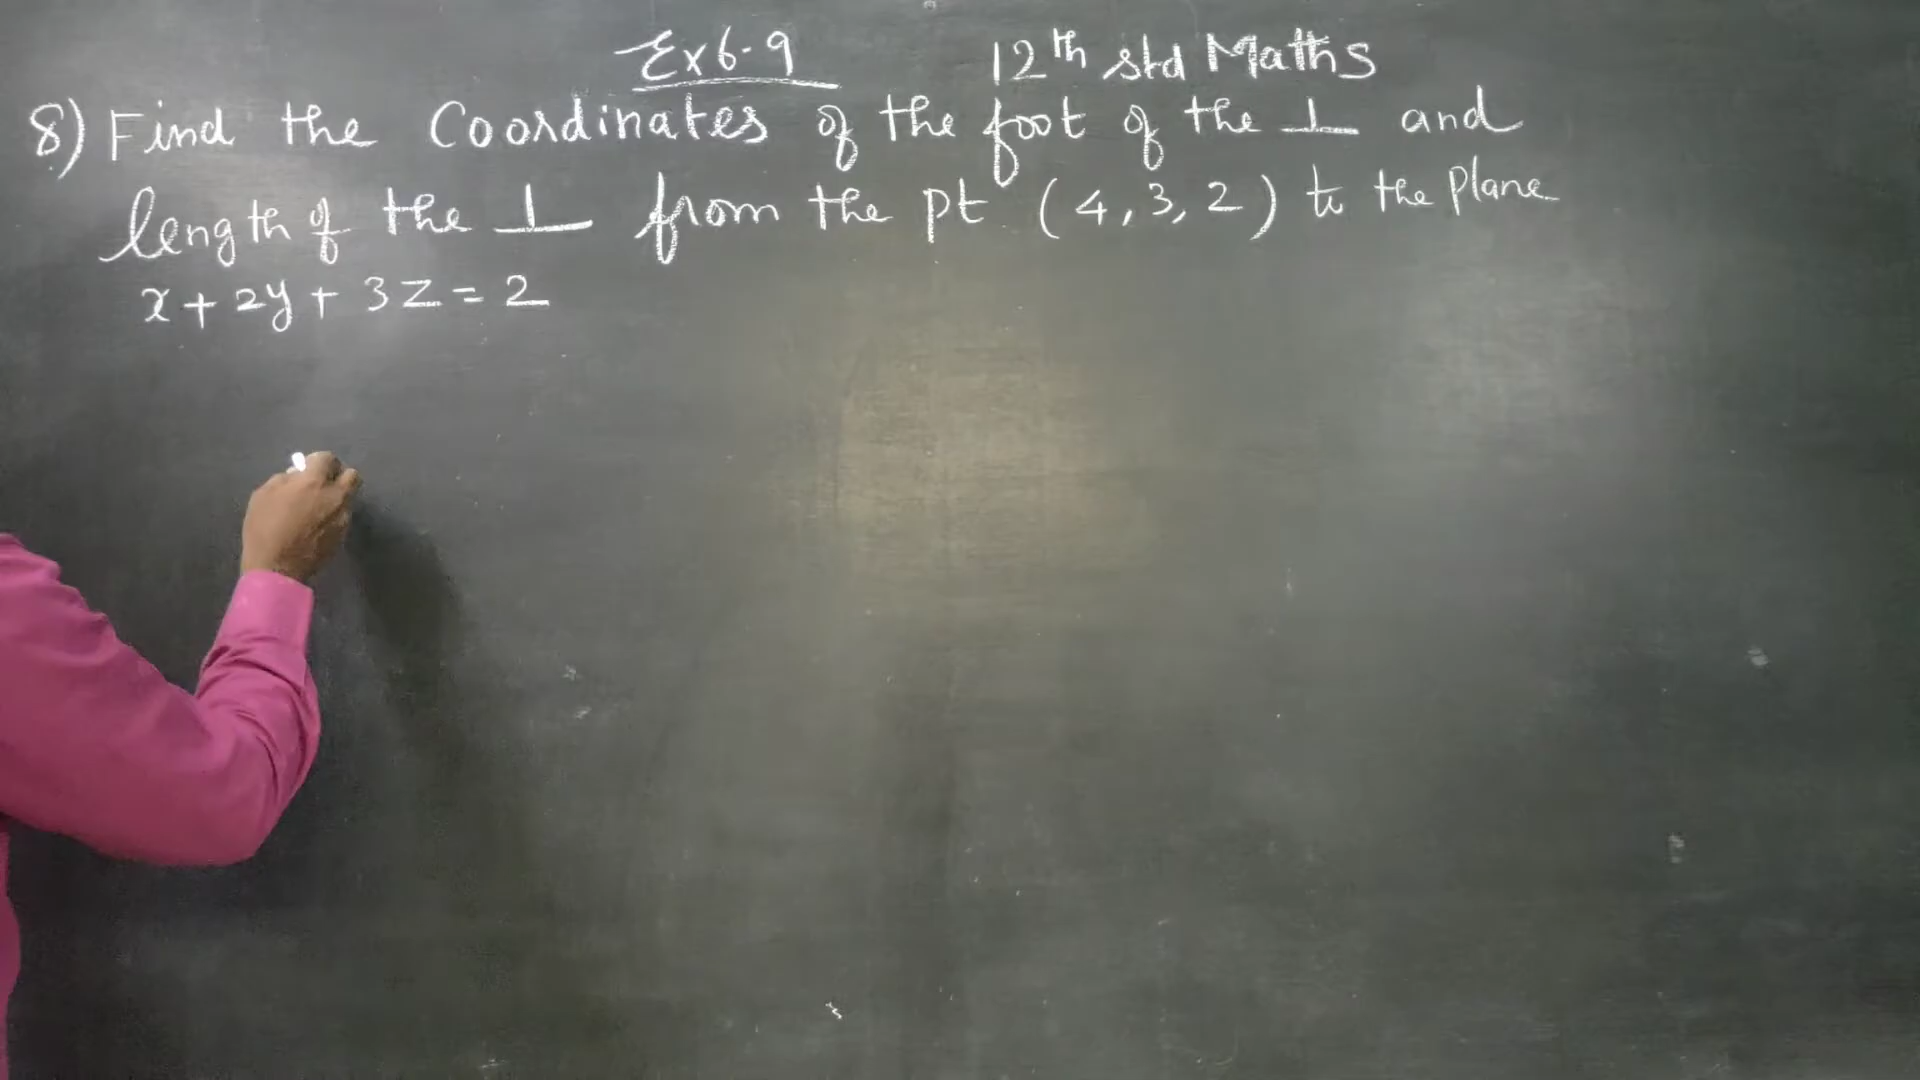 Ex 6.9 12th std Maths
8) Find the Coordinates of the foot of the ⊥ and
length of the ⊥ from the pt (4, 3, 2) to the plane
x + 2y + 3z = 2